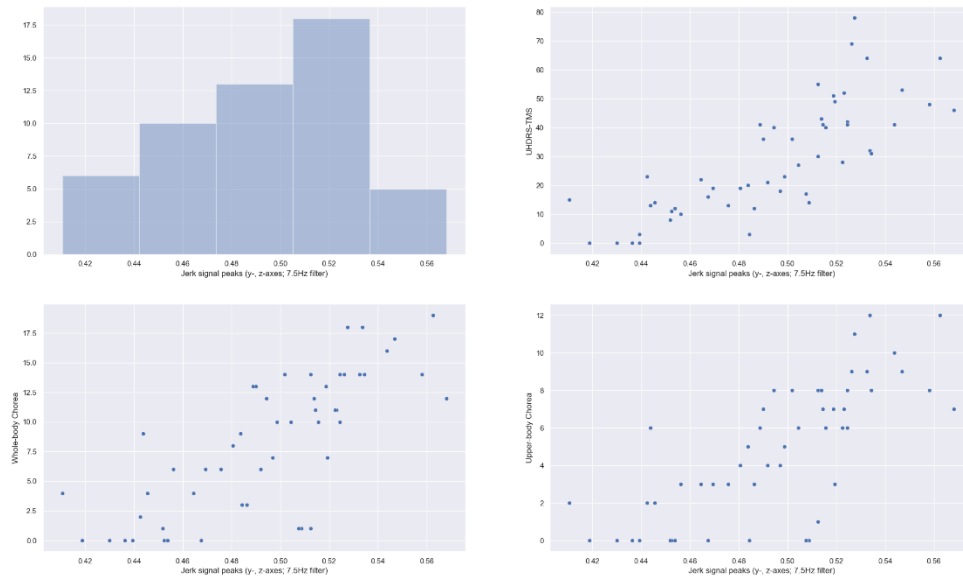 17.5
15.0
12.5
10.0
7.5
5.0
2.5
0.0
0.42 0.44 0.46 0.48 0.50 0.52 0.54 0.56
Jerk signal peaks (y-, z-axes; 7.5Hz filter)
80
70
60
50
40
30
20
10
0
UHDRS-TMS
0.42 0.44 0.46 0.48 0.50 0.52 0.54 0.56
Jerk signal peaks (y-, z-axes; 7.5Hz filter)
17.5
15.0
12.5
10.0
7.5
5.0
2.5
0.0
Whole-body Chorea
0.42 0.44 0.46 0.48 0.50 0.52 0.54 0.56
Jerk signal peaks (y-, z-axes; 7.5Hz filter)
12
10
8
6
4
2
0
Upper-body Chorea
0.42 0.44 0.46 0.48 0.50 0.52 0.54 0.56
Jerk signal peaks (y-, z-axes; 7.5Hz filter)